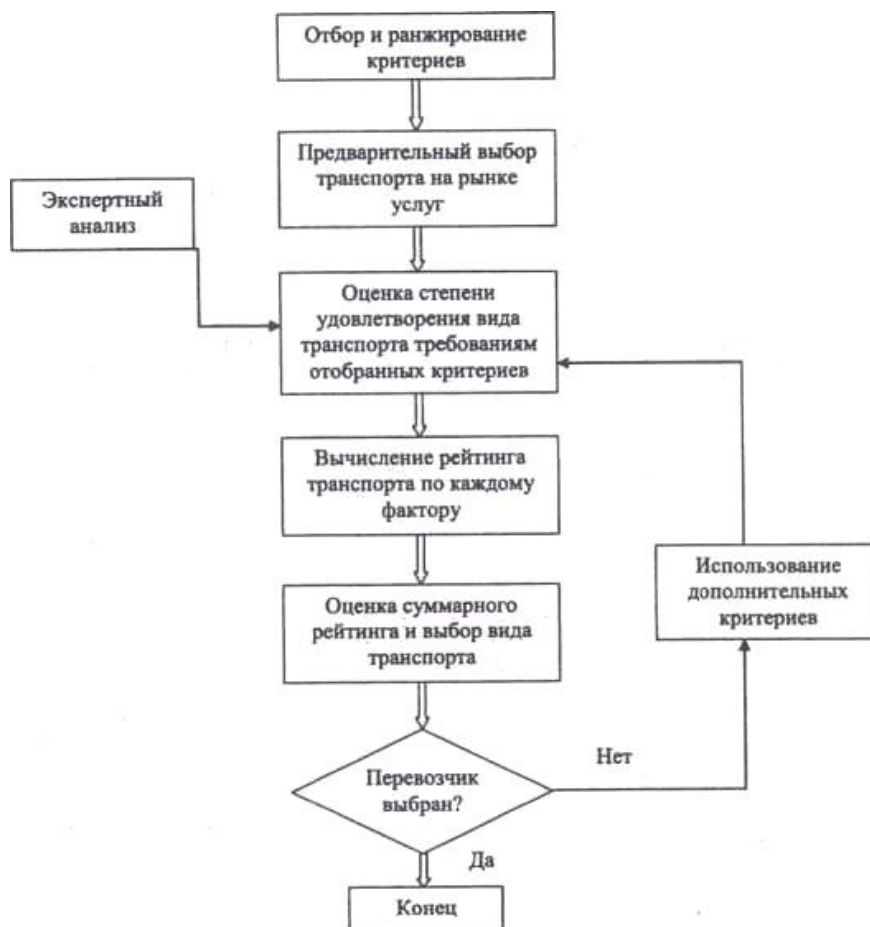 Отбор и ранжирование
критериев
Предварительный выбор
транспорта на рынке
услуг
Экспертный
анализ
Оценка степени
удовлетворения вида
транспорта требованиям
отобранных критериев
Вычисление рейтинга
транспорта по каждому
фактору
Использование
дополнительных
критериев
Оценка суммарного
рейтинга и выбор вида
транспорта
Нет
Перевозчик
выбран?
Да
Конец